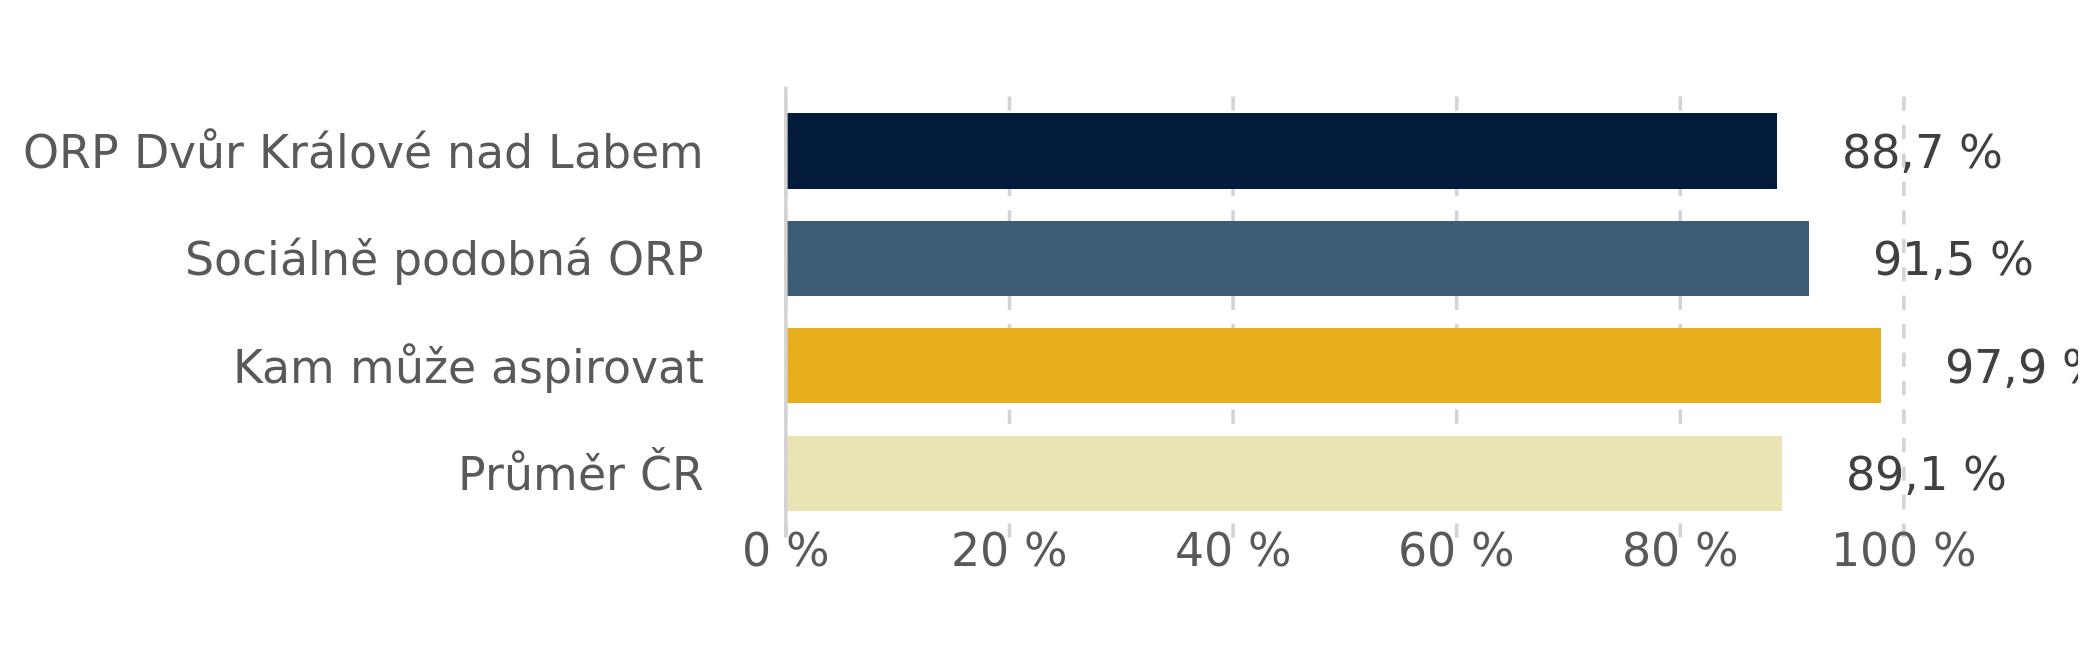 ORP Dvůr Králové nad Labem 88,7 %
Sociálně podobná ORP 91,5 %
Kam může aspirovat 97,9 %
Průměr ČR 89,1 %
0 % 20 % 40 % 60 % 80 % 100 %